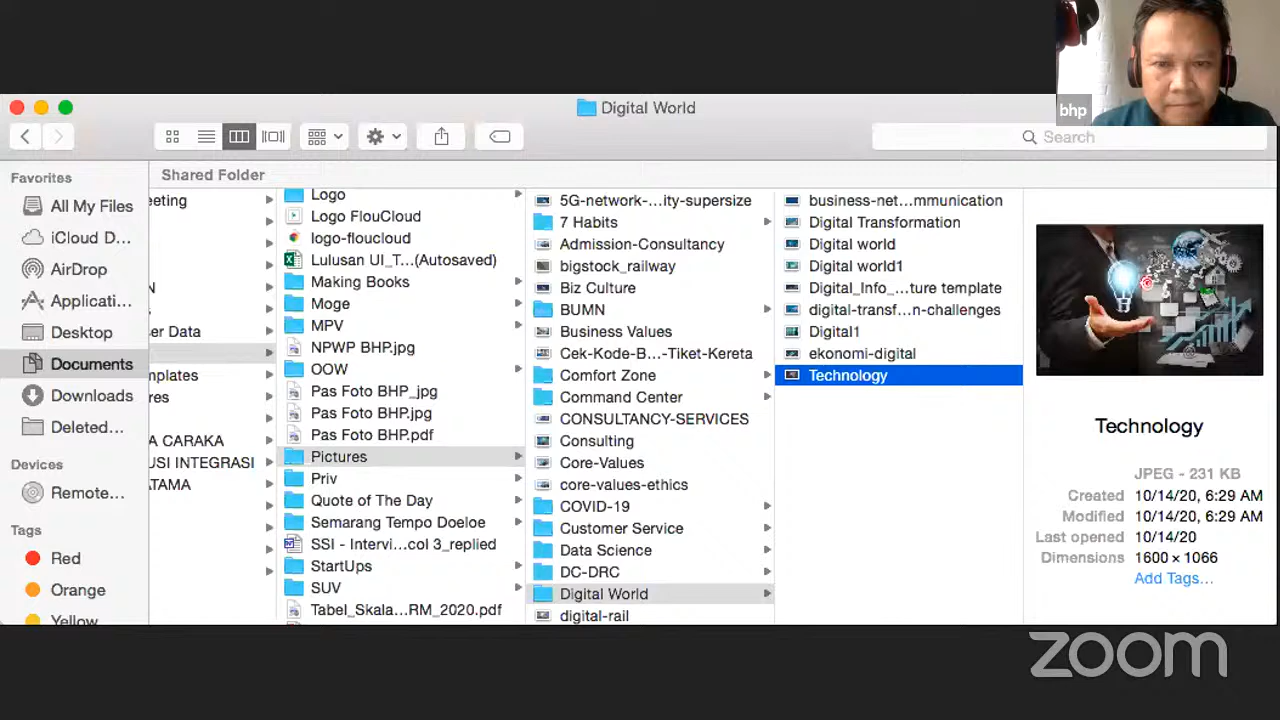 Digital World
bhp
Search
Favorites
Shared Folder
All My Files
iCloud D...
AirDrop
Applicati...
Desktop
Documents
Downloads
Deleted...
Devices
Remote...
Tags
Red
Orange
Yellow
eeting
N
ser Data
mplates
res
A CARAKA
USI INTEGRASI
ATAMA
Logo
Logo FlouCloud
logo-floucloud
Lulusan UI_T...(Autosaved)
Making Books
Moge
MPV
NPWP BHP.jpg
OOW
Pas Foto BHP_jpg
Pas Foto BHP.jpg
Pas Foto BHP.pdf
Pictures
Priv
Quote of The Day
Semarang Tempo Doeloe
SSI - Intervi...col 3_replied
StartUps
SUV
Tabel_Skala...RM_2020.pdf
5G-network-...ity-supersize
7 Habits
Admission-Consultancy
bigstock_railway
Biz Culture
BUMN
Business Values
Cek-Kode-B...-Tiket-Kereta
Comfort Zone
Command Center
CONSULTANCY-SERVICES
Consulting
Core-Values
core-values-ethics
COVID-19
Customer Service
Data Science
DC-DRC
Digital World
digital-rail
business-net...mmunication
Digital Transformation
Digital world
Digital world1
Digital_Info_...ture template
digital-transf...n-challenges
Digital1
ekonomi-digital
Technology
Technology
JPEG - 231 KB
Created 10/14/20, 6:29 AM
Modified 10/14/20, 6:29 AM
Last opened 10/14/20
Dimensions 1600 × 1066
Add Tags...
zoom